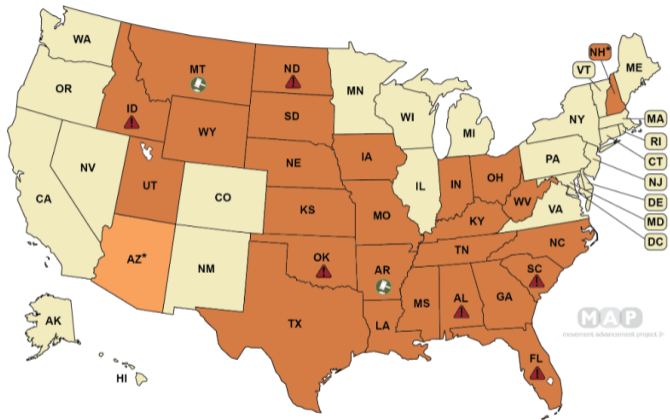 WA
MT
ND
NH*
VT
ME
OR
ID
MN
WI
MI
NY
MA
RI
CT
NJ
DE
MD
DC
SD
WY
NE
IA
IL
IN
OH
PA
WV
VA
NV
UT
CO
KS
MO
KY
CA
AZ*
NM
OK
AR
TN
NC
SC
TX
LA
MS
AL
GA
FL
AK
HI
MAP
movement advancement project